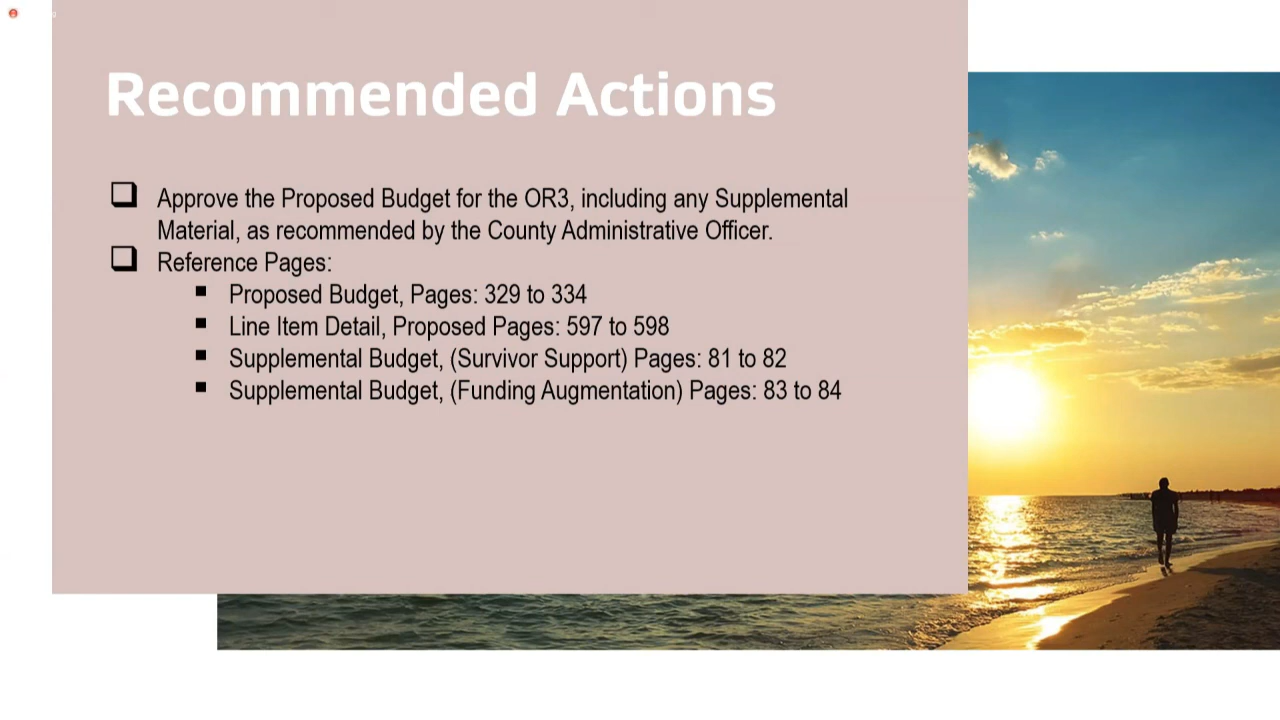 Recommended Actions
Approve the Proposed Budget for the OR3, including any Supplemental
Material, as recommended by the County Administrative Officer.
Reference Pages:
Proposed Budget, Pages: 329 to 334
Line Item Detail, Proposed Pages: 597 to 598
Supplemental Budget, (Survivor Support) Pages: 81 to 82
Supplemental Budget, (Funding Augmentation) Pages: 83 to 84